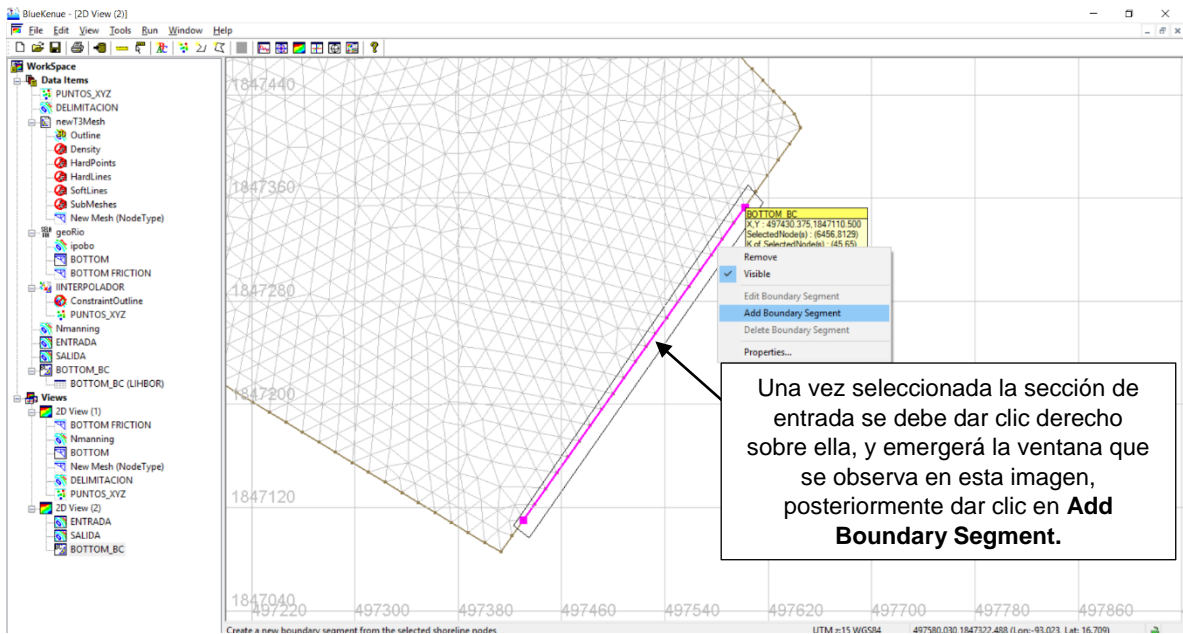 BlueKenue - [2D View (2)]
File Edit View Tools Run Window Help
WorkSpace
Data Items
PUNTOS_XYZ
DELIMITACION
newT3Mesh
Outline
Density
HardPoints
HardLines
SoftLines
SubMeshes
New Mesh (NodeType)
geoRio
ipobo
BOTTOM
BOTTOM FRICTION
IINTERPOLADOR
ConstraintOutline
PUNTOS_XYZ
Nmanning
ENTRADA
SALIDA
BOTTOM_BC
BOTTOM_BC (LIHBOR)
Views
2D View (1)
BOTTOM FRICTION
Nmanning
BOTTOM
New Mesh (NodeType)
DELIMITACION
PUNTOS_XYZ
2D View (2)
ENTRADA
SALIDA
BOTTOM_BC
1847440
1847360
1847280
1847200
1847120
1847040
497220 497300 497380 497460 497540 497620 497700 497780 497860
BOTTOM_BC
X,Y : 497430.375,1847110.500
SelectedNode(s) : (6456,8129)
K of SelectedNode(s) : (45,65)
Remove
Visible
Edit Boundary Segment
Add Boundary Segment
Delete Boundary Segment
Properties...
Una vez seleccionada la sección de
entrada se debe dar clic derecho
sobre ella, y emergerá la ventana que
se observa en esta imagen,
posteriormente dar clic en Add
Boundary Segment.
Create a new boundary segment from the selected shoreline nodes
UTM z:15 WGS84 497580.030,1847322.488 (Lon:-93.023, Lat: 16.709)